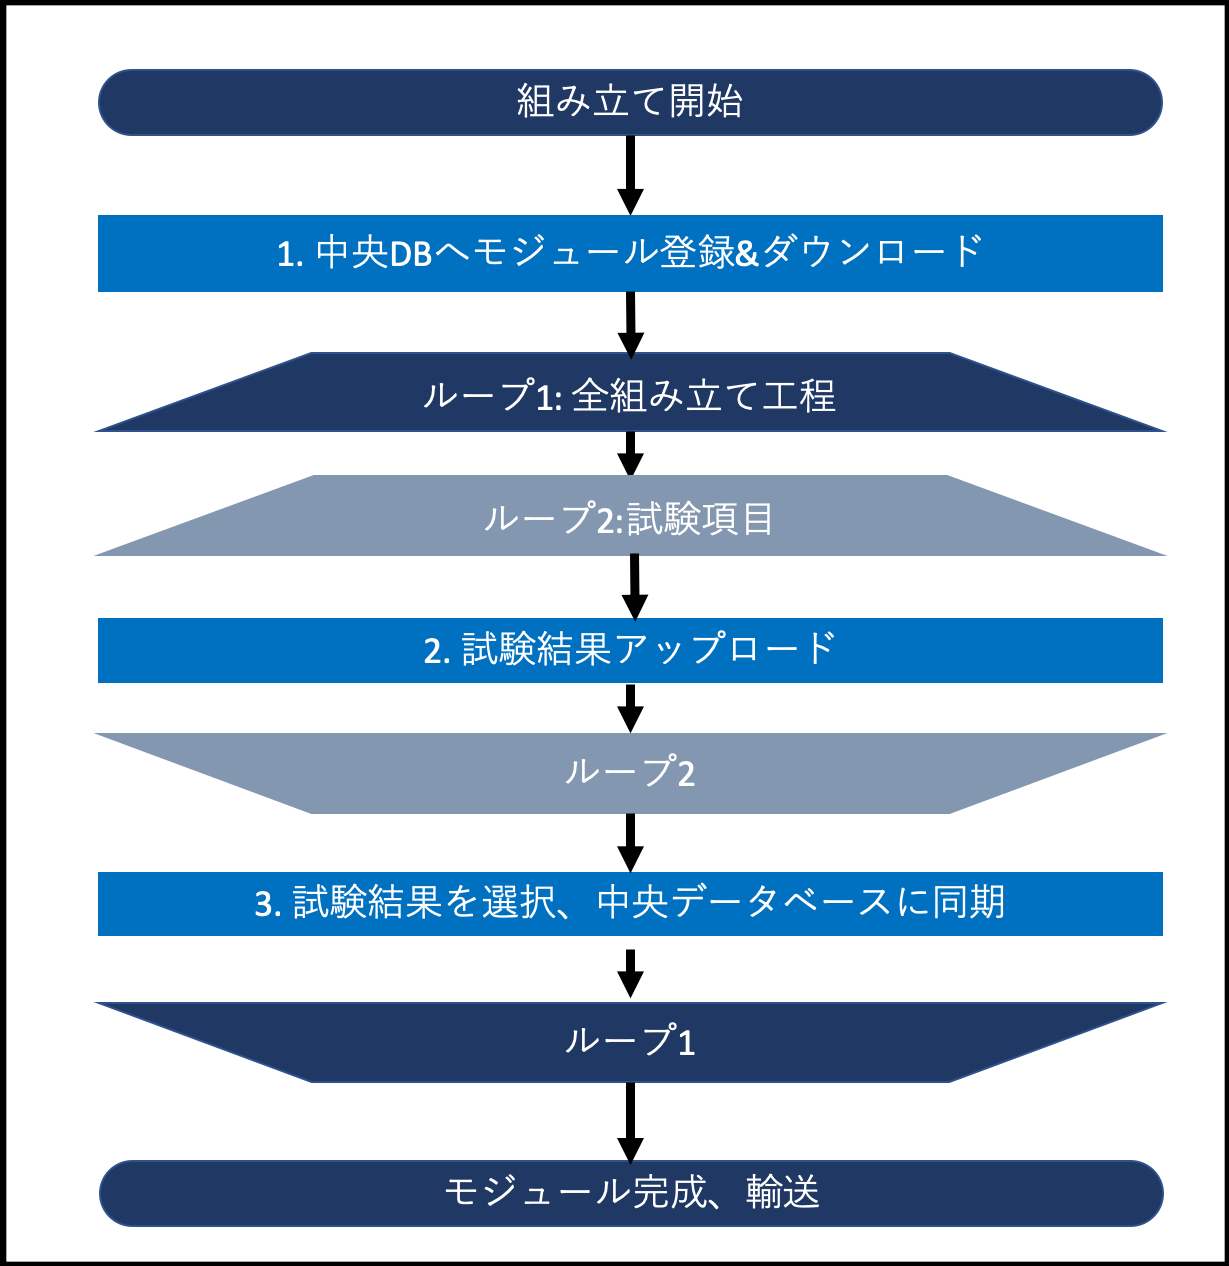 組み立て開始
1. 中央DBへモジュール登録&ダウンロード
ループ1: 全組み立て工程
ループ2:試験項目
2. 試験結果アップロード
ループ2
3. 試験結果を選択、中央データベースに同期
ループ1
モジュール完成、輸送